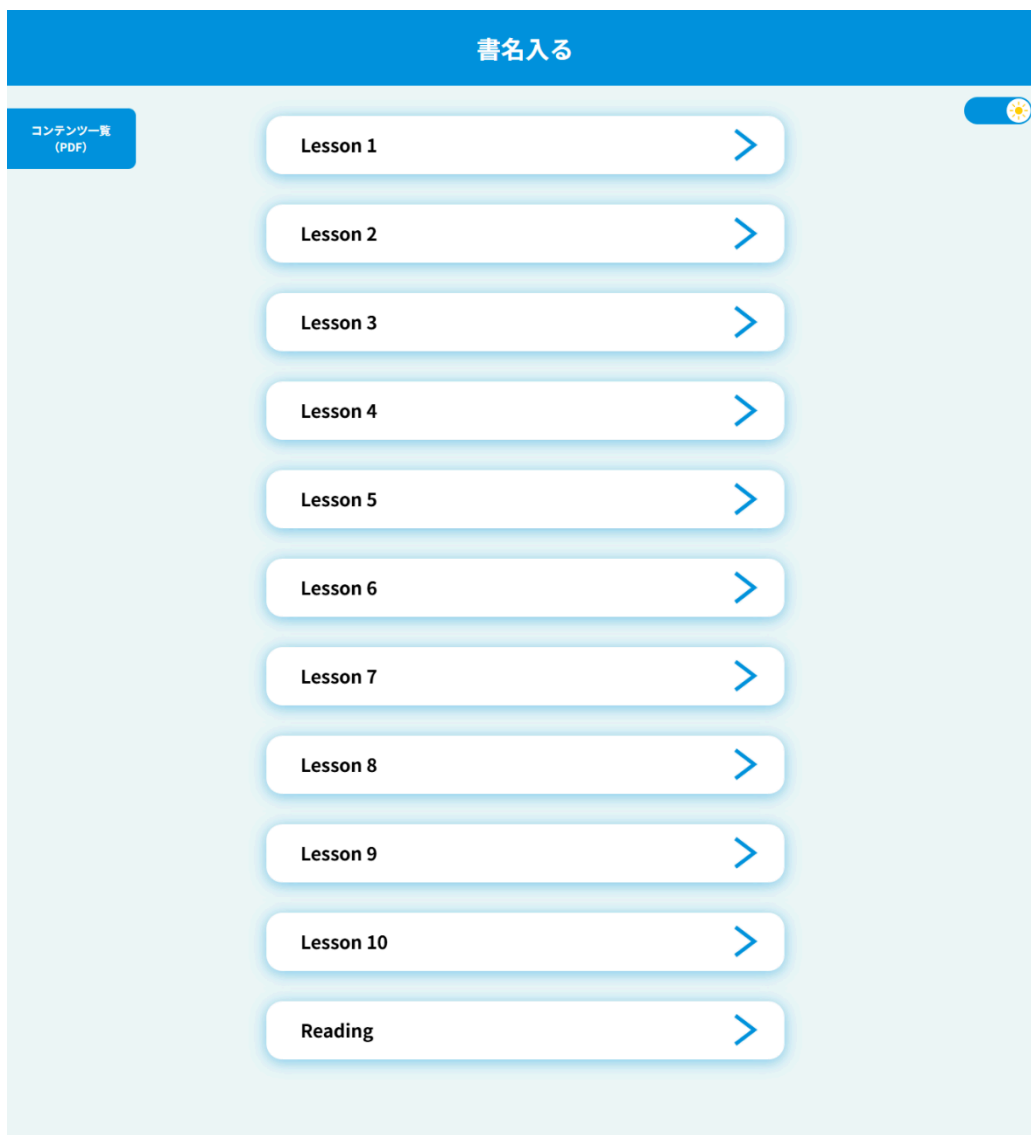 書名入る
コンテンツ一覧
（PDF）
Lesson 1
Lesson 2
Lesson 3
Lesson 4
Lesson 5
Lesson 6
Lesson 7
Lesson 8
Lesson 9
Lesson 10
Reading